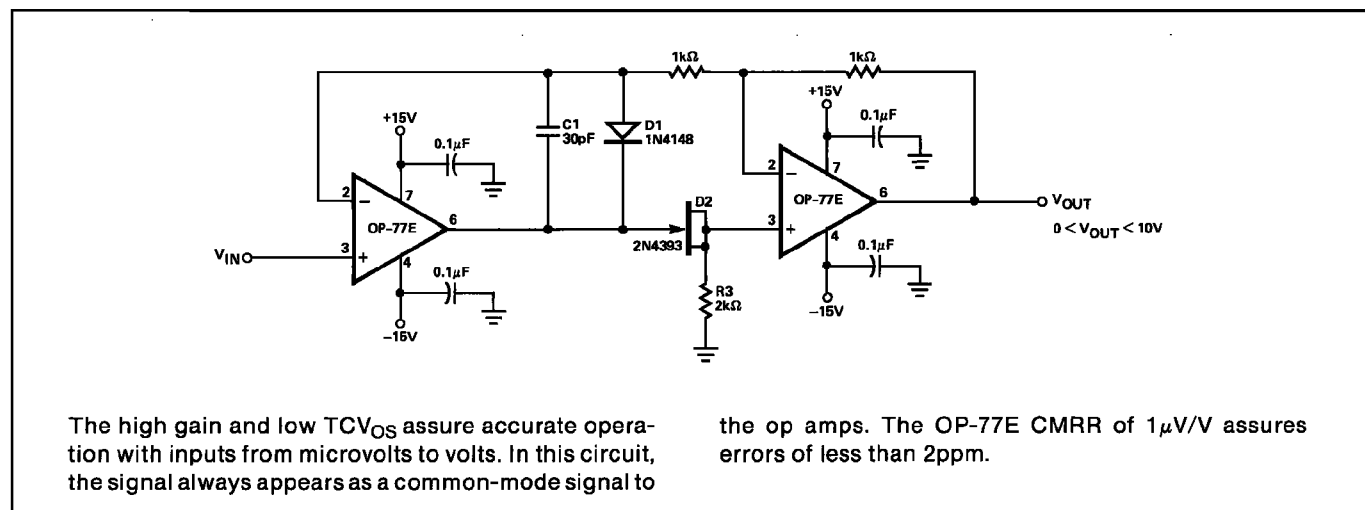 1kΩ
1kΩ
+15V
0.1μF
C1
30pF
D1
1N4148
+15V
0.1μF
2
−
7
OP-77E
6
3
+
4
VIN
0.1μF
−15V
D2
2N4393
R3
2kΩ
2
−
7
OP-77E
6
3
+
4
0.1μF
−15V
VOUT
0 < VOUT < 10V
The high gain and low TCVOS assure accurate opera-
tion with inputs from microvolts to volts. In this circuit,
the signal always appears as a common-mode signal to
the op amps. The OP-77E CMRR of 1μV/V assures
errors of less than 2ppm.